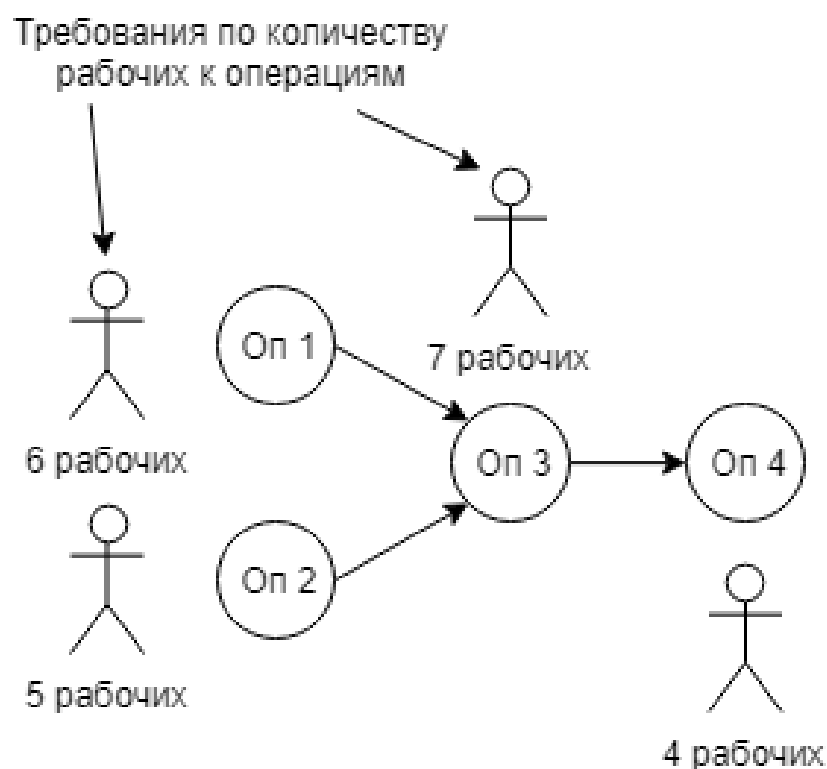 Требования по количеству
рабочих к операциям
7 рабочих
Оп 1
6 рабочих
Оп 3
Оп 4
Оп 2
5 рабочих
4 рабочих